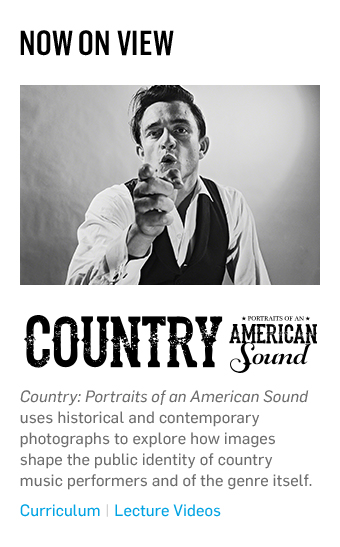 NOW ON VIEW
COUNTRY
★ PORTRAITS OF AN ★
AMERICAN
Sound
Country: Portraits of an American Sound
uses historical and contemporary
photographs to explore how images
shape the public identity of country
music performers and of the genre itself.
Curriculum | Lecture Videos